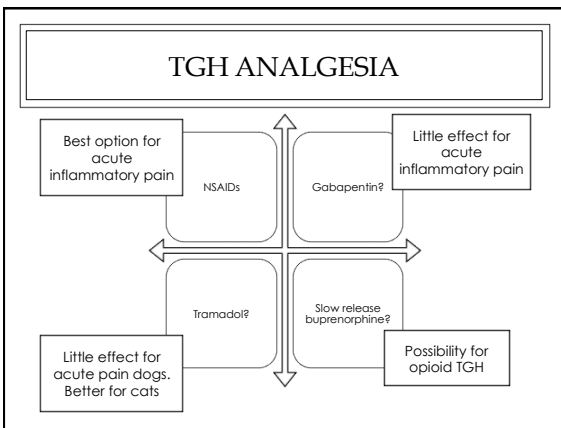 TGH ANALGESIA
Best option for
acute
inflammatory pain
NSAIDs
Gabapentin?
Little effect for
acute
inflammatory pain
Tramadol?
Little effect for
acute pain dogs.
Better for cats
Slow release
buprenorphine?
Possibility for
opioid TGH